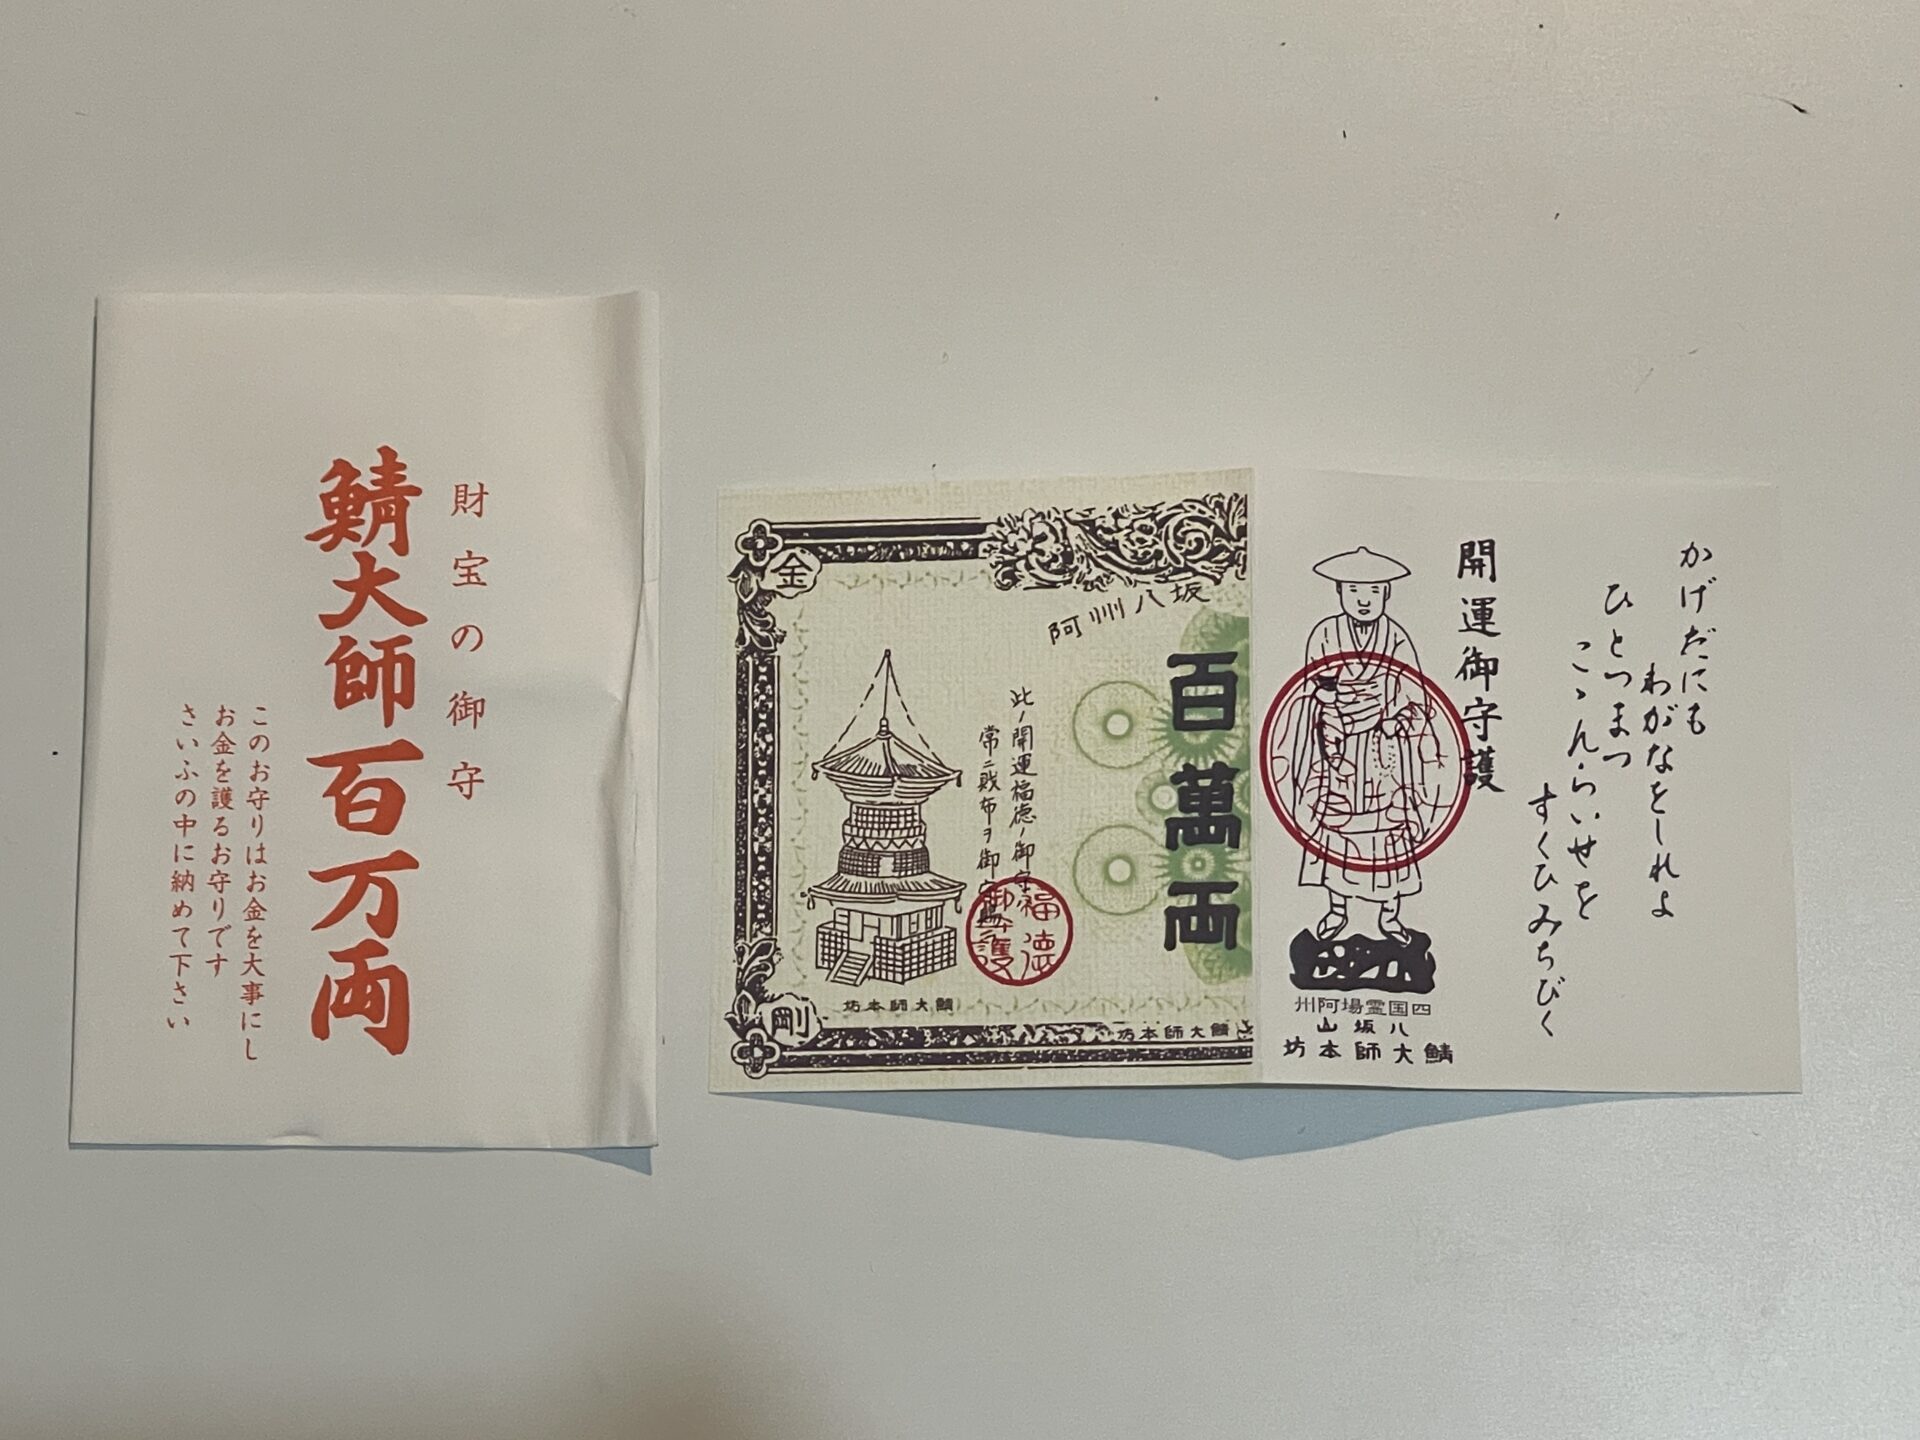 財宝の御守
鯖大師百万両
このお守りはお金を大事にし
お金を護るお守りです
さいふの中に納めて下さい
金
剛
阿州八坂
百萬両
此ノ開運福徳ノ御守
常ニ財布ヲ御守
福徳
御守護
鯖大師本坊
鯖大師本坊
かげだにも
わがなをしれよ
ひとつまつ
こゝんらいせを
すくひみちびく
開運御守護
四国霊場阿州
八坂山
鯖大師本坊